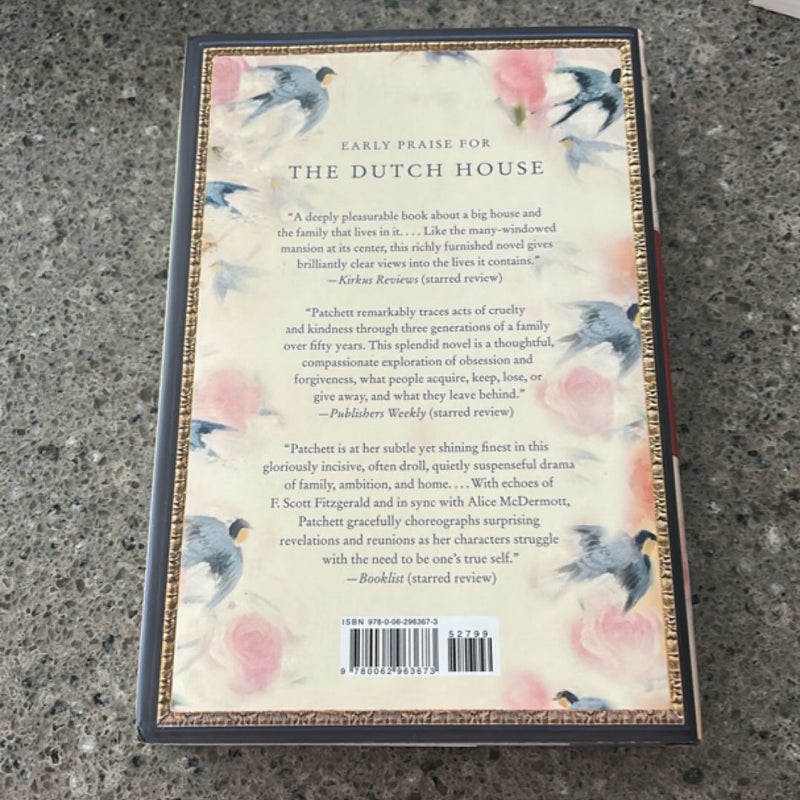 EARLY PRAISE FOR
THE DUTCH HOUSE
“A deeply pleasurable book about a big house and
the family that lives in it. . . . Like the many-windowed
mansion at its center, this richly furnished novel gives
brilliantly clear views into the lives it contains.”
—Kirkus Reviews (starred review)
“Patchett remarkably traces acts of cruelty
and kindness through three generations of a family
over fifty years. This splendid novel is a thoughtful,
compassionate exploration of obsession and
forgiveness, what people acquire, keep, lose, or
give away, and what they leave behind.”
—Publishers Weekly (starred review)
“Patchett is at her subtle yet shining finest in this
gloriously incisive, often droll, quietly suspenseful drama
of family, ambition, and home. . . . With echoes of
F. Scott Fitzgerald and in sync with Alice McDermott,
Patchett gracefully choreographs surprising
revelations and reunions as her characters struggle
with the need to be one’s true self.”
—Booklist (starred review)
ISBN 978-0-06-296367-3
52799
9 780062 963673